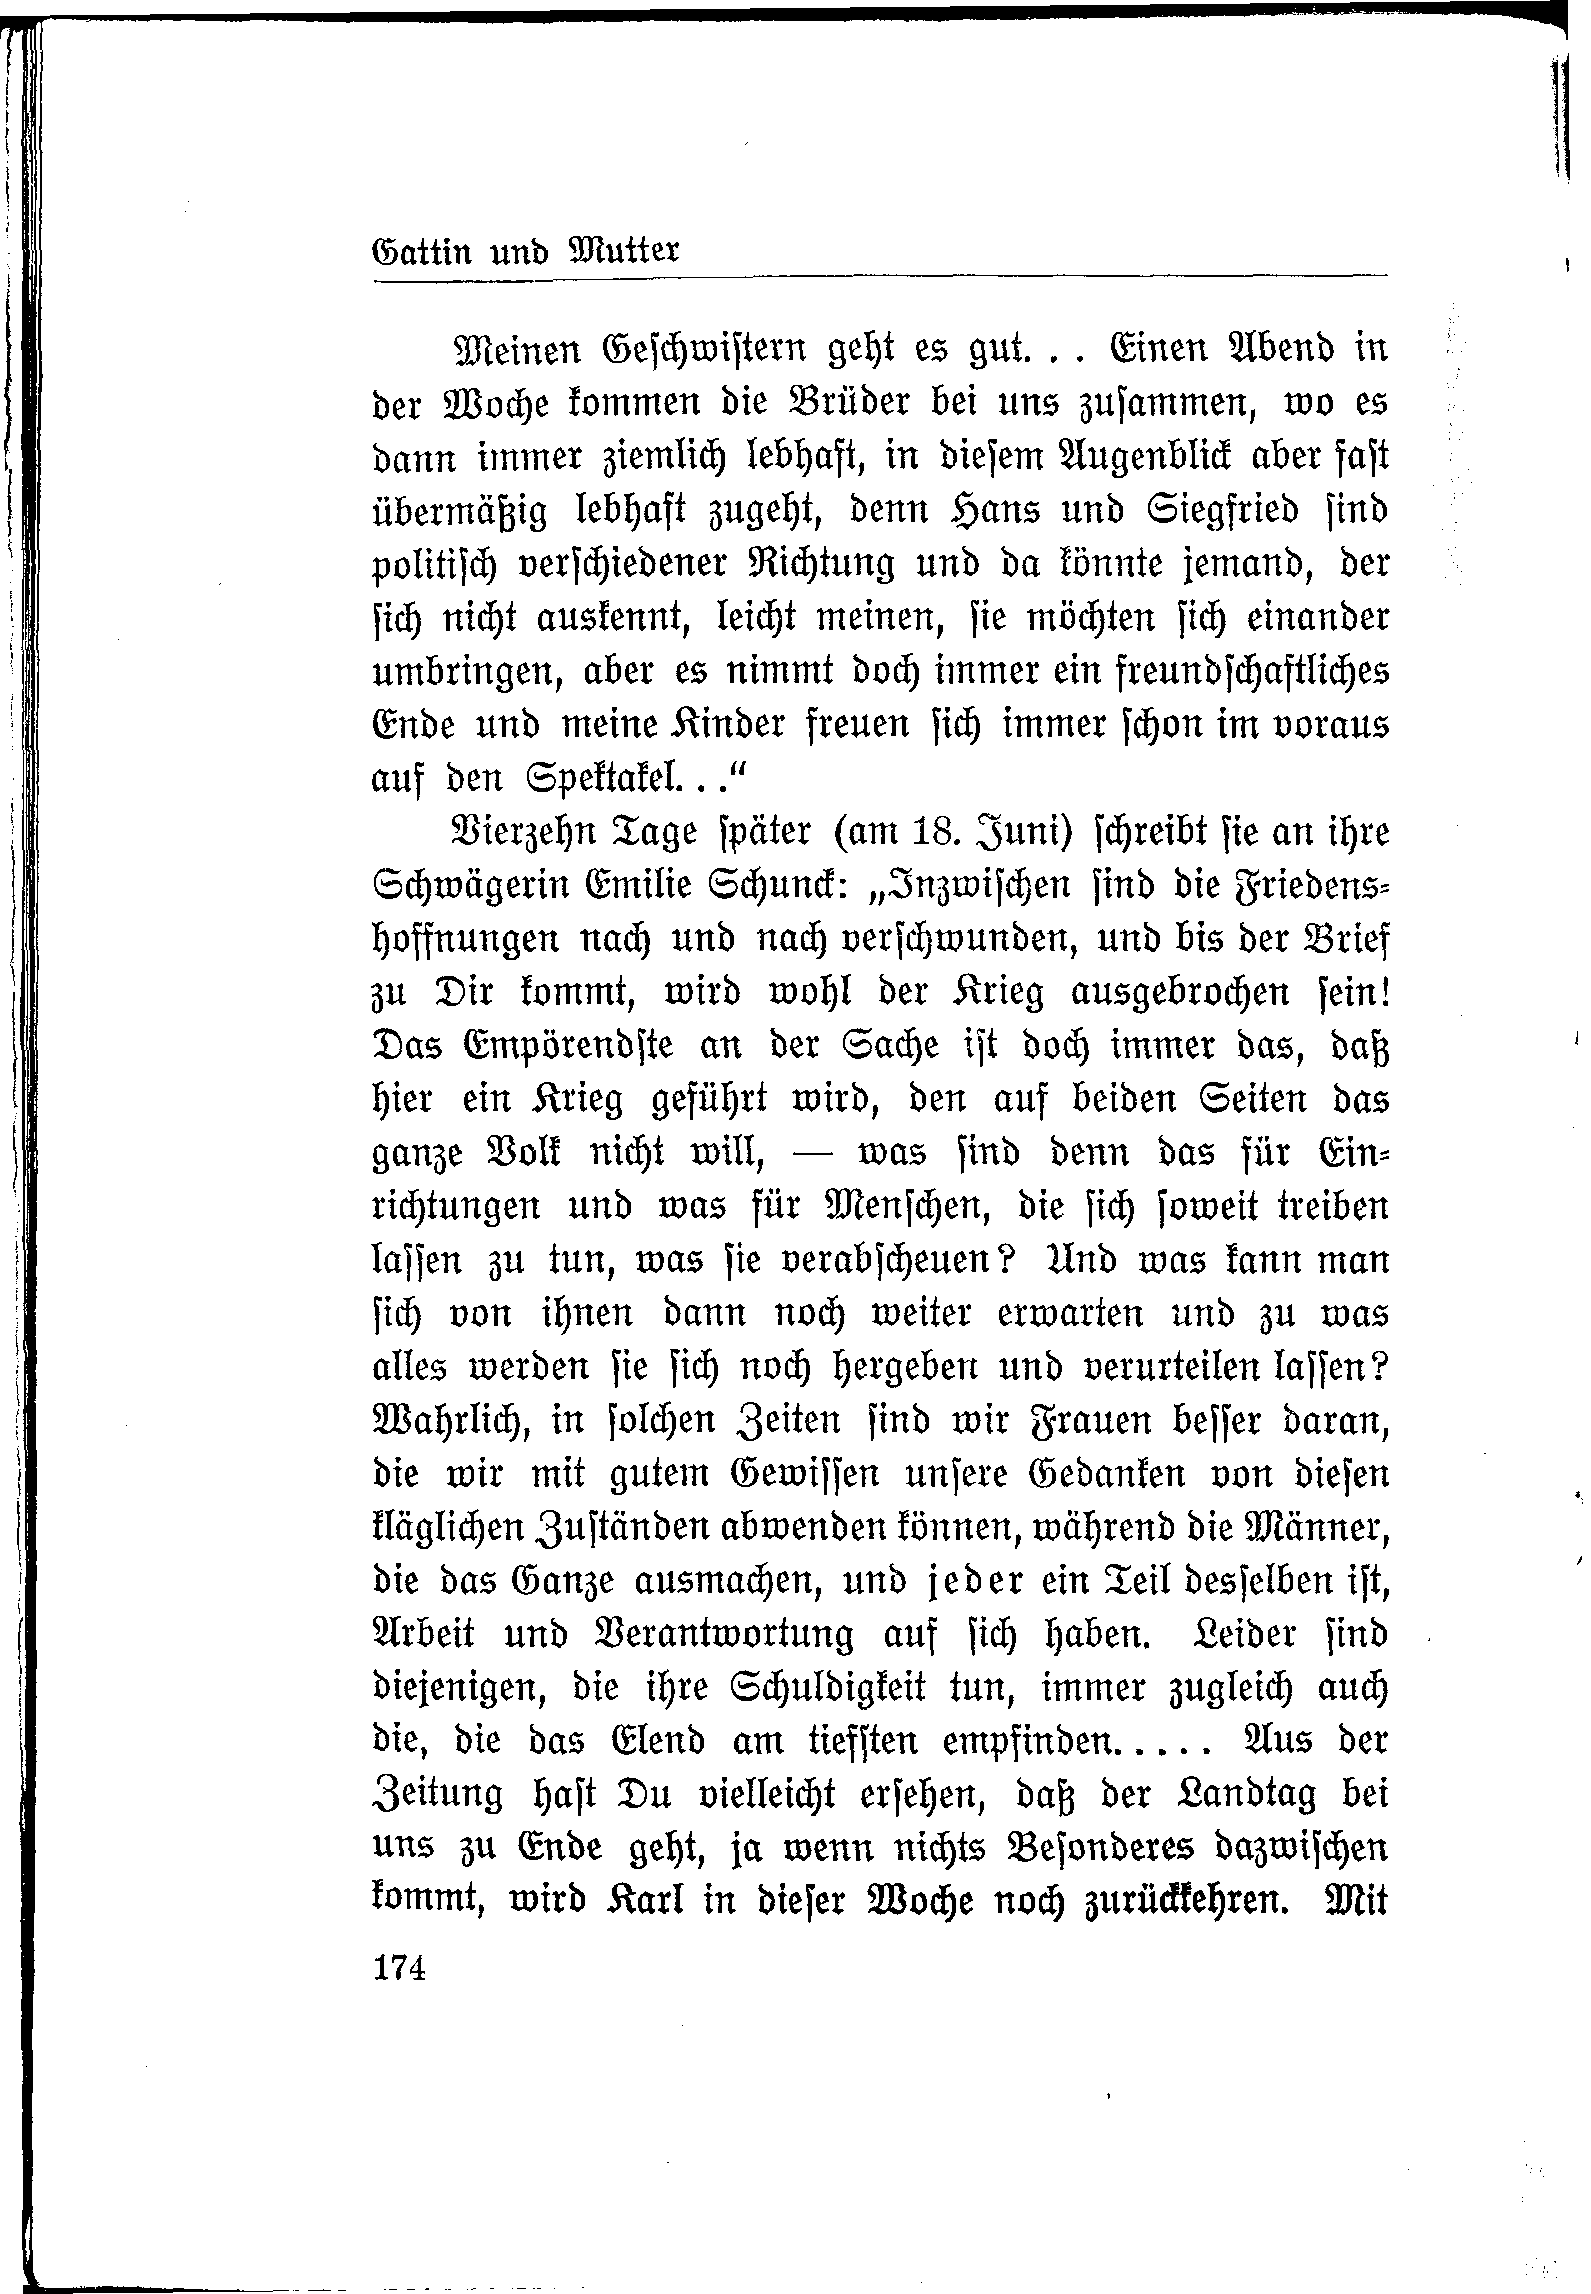 Gattin und Mutter
Meinen Geschwistern geht es gut. . . Einen Abend in
der Woche kommen die Brüder bei uns zusammen, wo es
dann immer ziemlich lebhaft, in diesem Augenblick aber fast
übermäßig lebhaft zugeht, denn Hans und Siegfried sind
politisch verschiedener Richtung und da könnte jemand, der
sich nicht auskennt, leicht meinen, sie möchten sich einander
umbringen, aber es nimmt doch immer ein freundschaftliches
Ende und meine Kinder freuen sich immer schon im voraus
auf den Spektakel. . .“
Vierzehn Tage später (am 18. Juni) schreibt sie an ihre
Schwägerin Emilie Schunck: „Inzwischen sind die Friedens-
hoffnungen nach und nach verschwunden, und bis der Brief
zu Dir kommt, wird wohl der Krieg ausgebrochen sein!
Das Empörendste an der Sache ist doch immer das, daß
hier ein Krieg geführt wird, den auf beiden Seiten das
ganze Volk nicht will, — was sind denn das für Ein-
richtungen und was für Menschen, die sich soweit treiben
lassen zu tun, was sie verabscheuen? Und was kann man
sich von ihnen dann noch weiter erwarten und zu was
alles werden sie sich noch hergeben und verurteilen lassen?
Wahrlich, in solchen Zeiten sind wir Frauen besser daran,
die wir mit gutem Gewissen unsere Gedanken von diesen
kläglichen Zuständen abwenden können, während die Männer,
die das Ganze ausmachen, und jeder ein Teil desselben ist,
Arbeit und Verantwortung auf sich haben. Leider sind
diejenigen, die ihre Schuldigkeit tun, immer zugleich auch
die, die das Elend am tiefsten empfinden. . . . . Aus der
Zeitung hast Du vielleicht ersehen, daß der Landtag bei
uns zu Ende geht, ja wenn nichts Besonderes dazwischen
kommt, wird Karl in dieser Woche noch zurückkehren. Mit
174